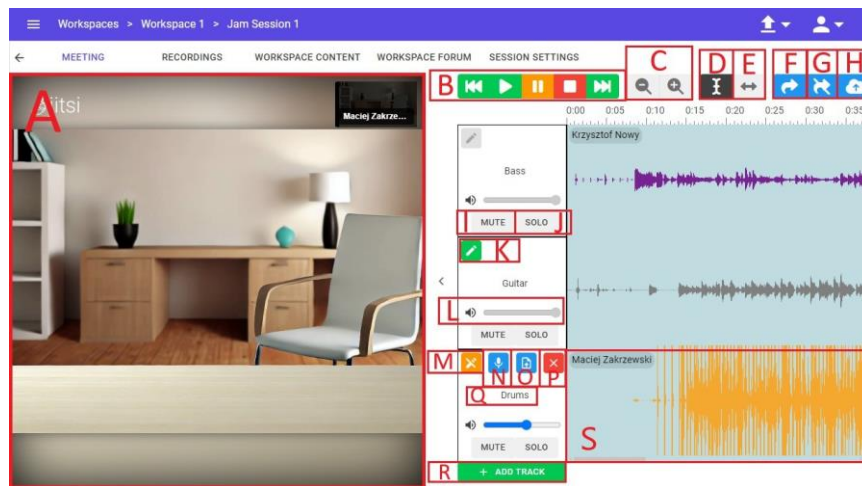 Workspaces > Workspace 1 > Jam Session 1
MEETING RECORDINGS WORKSPACE CONTENT WORKSPACE FORUM SESSION SETTINGS
A B C D E F G H
jitsi
Maciej Zakrze...
0:00 0:05 0:10 0:15 0:20 0:25 0:30 0:35
Krzysztof Nowy
Bass
I MUTE SOLO J
K
Guitar
L
MUTE SOLO
M N O P
Maciej Zakrzewski
Q Drums
S
MUTE SOLO
R + ADD TRACK